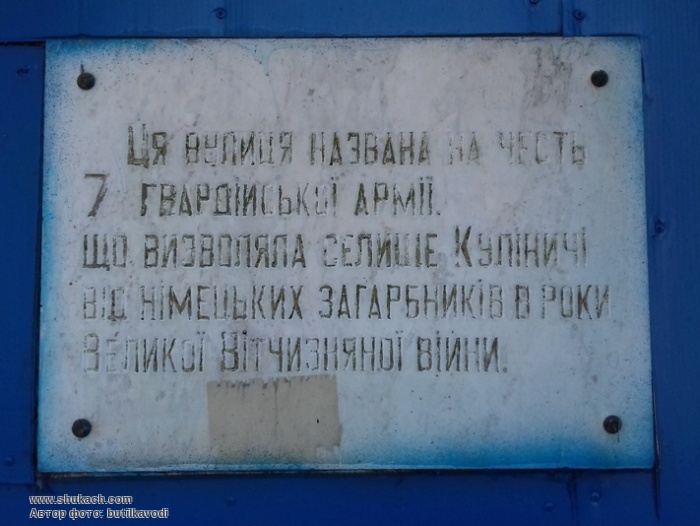 Ця вулиця названа на честь
7 гвардійської армії.
що визволяла селище Кулiничi
від німецьких загарбників в роки
Великої Вітчизняної війни.
www.shukach.com
Автор фото: butilkavodi